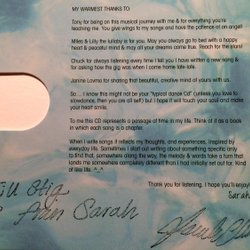 MY WARMEST THANKS TO:
Tony for being on this musical journey with me & for everything you're
teaching me. You give wings to my songs and have the patience of an angel!
Miles & Lilly the lullaby is for you. May you always go to bed with a happy
heart & peaceful mind & may all your dreams come true. Reach for the stars!
Chuck for always listening every time I tell you I have written a new song &
for asking how the gig was when I come home late-late.
Janine Lovina for sharing that beautiful, creative mind of yours with us.
So... I know this might not be your "typical dance Cd" (unless you love to
slowdance, then you are all set!) but I hope it will touch your soul and make
your heart smile.
To me this CD represents a passage of time in my life. Think of it as a book
in which each song is a chapter.
When I write songs it reflects my thoughts, and experiences, inspired by
everyday life. Sometimes I start out writing about something specific only
to find that, somewhere along the way, the melody & words take a turn that
lands me somewhere completely different than I had initially set out for. Kind
of like life. ^_^
Thank you for listening, I hope you'll enjoy!
Sarah
Till Stig
Från Sarah